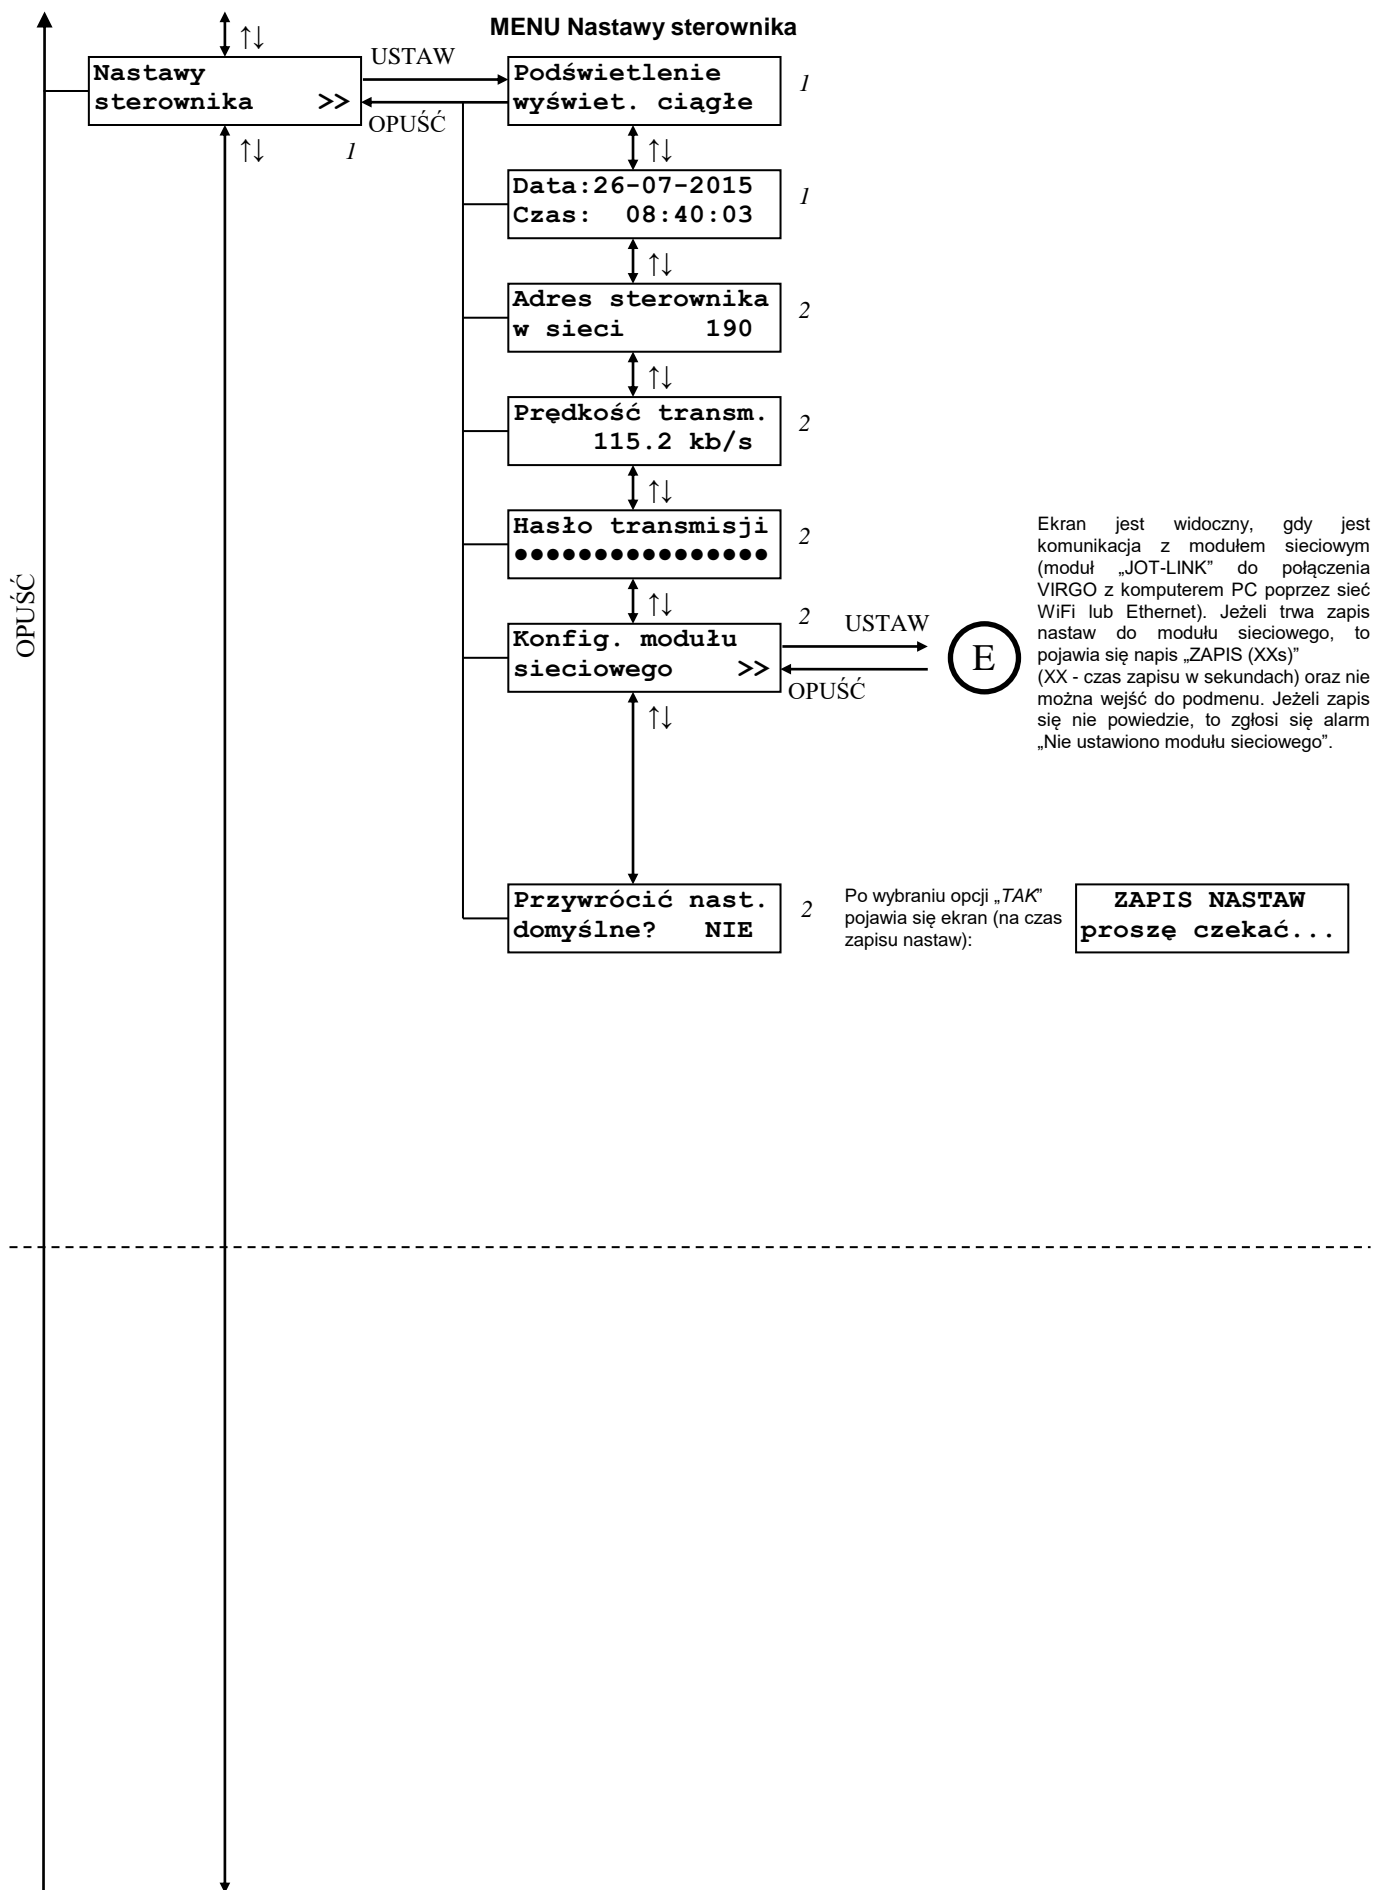 MENU Nastawy sterownika
↑↓
USTAW
Nastawy
sterownika >>
OPUŚĆ
↑↓
1
Podświetlenie
wyświet. ciągłe
1
↑↓
Data:26-07-2015
Czas: 08:40:03
1
↑↓
Adres sterownika
w sieci 190
2
↑↓
Prędkość transm.
115.2 kb/s
2
↑↓
Hasło transmisji
●●●●●●●●●●●●●●●●
2
↑↓
Konfig. modułu
sieciowego >>
2
USTAW
OPUŚĆ
E
↑↓
Ekran jest widoczny, gdy jest
komunikacja z modułem sieciowym
(moduł „JOT-LINK” do połączenia
VIRGO z komputerem PC poprzez sieć
WiFi lub Ethernet). Jeżeli trwa zapis
nastaw do modułu sieciowego, to
pojawia się napis „ZAPIS (XXs)”
(XX - czas zapisu w sekundach) oraz nie
można wejść do podmenu. Jeżeli zapis
się nie powiedzie, to zgłosi się alarm
„Nie ustawiono modułu sieciowego”.
OPUŚĆ
Przywrócić nast.
domyślne? NIE
2
Po wybraniu opcji „TAK”
pojawia się ekran (na czas
zapisu nastaw):
ZAPIS NASTAW
proszę czekać...